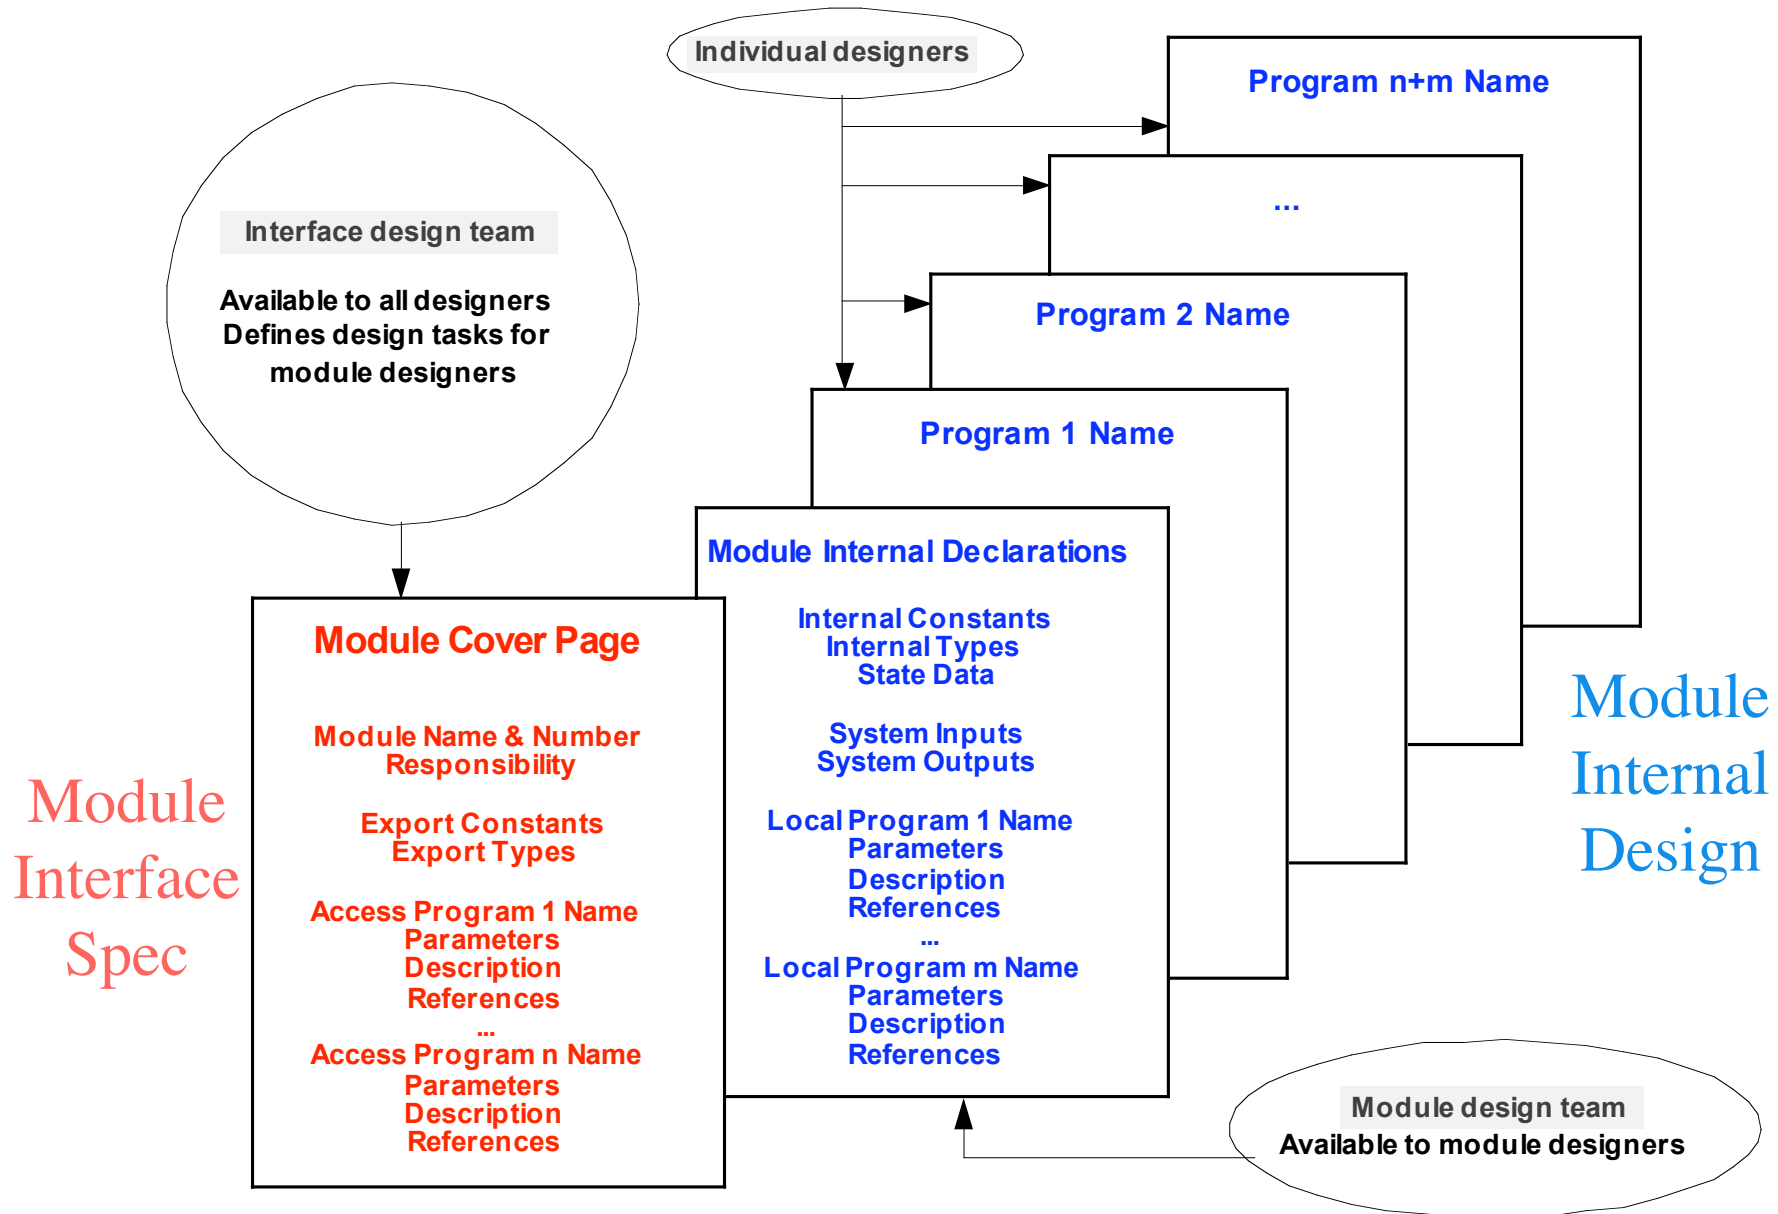 Individual designers
Program n+m Name
...
Program 2 Name
Program 1 Name
Interface design team
Available to all designers
Defines design tasks for
module designers
Module Internal Declarations
Internal Constants
Internal Types
State Data
System Inputs
System Outputs
Local Program 1 Name
Parameters
Description
References
...
Local Program m Name
Parameters
Description
References
Module Cover Page
Module Name & Number
Responsibility
Export Constants
Export Types
Access Program 1 Name
Parameters
Description
References
...
Access Program n Name
Parameters
Description
References
Module
Interface
Spec
Module
Internal
Design
Module design team
Available to module designers